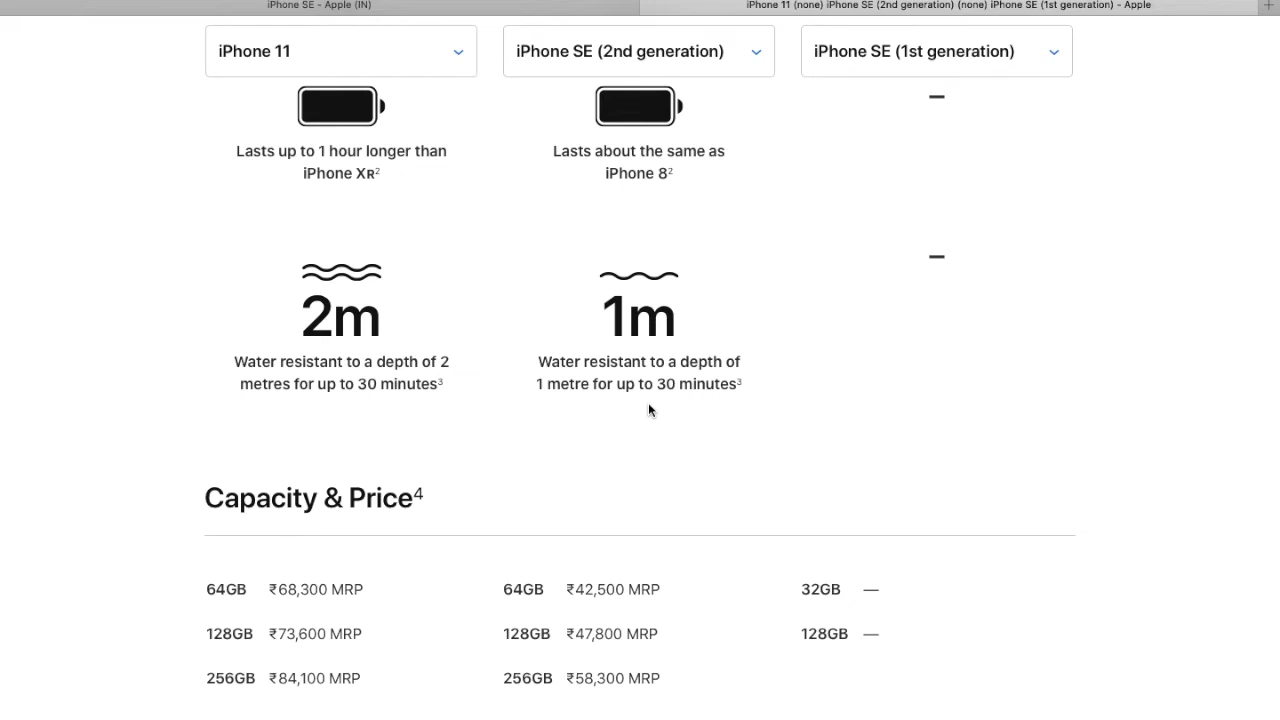 iPhone SE - Apple (IN)
iPhone 11 (none) iPhone SE (2nd generation) (none) iPhone SE (1st generation) - Apple
iPhone 11
iPhone SE (2nd generation)
iPhone SE (1st generation)
Lasts up to 1 hour longer than
iPhone XR²
Lasts about the same as
iPhone 8²
–
2m
Water resistant to a depth of 2
metres for up to 30 minutes³
1m
Water resistant to a depth of
1 metre for up to 30 minutes³
–
Capacity & Price⁴
64GB ₹68,300 MRP
128GB ₹73,600 MRP
256GB ₹84,100 MRP
64GB ₹42,500 MRP
128GB ₹47,800 MRP
256GB ₹58,300 MRP
32GB —
128GB —